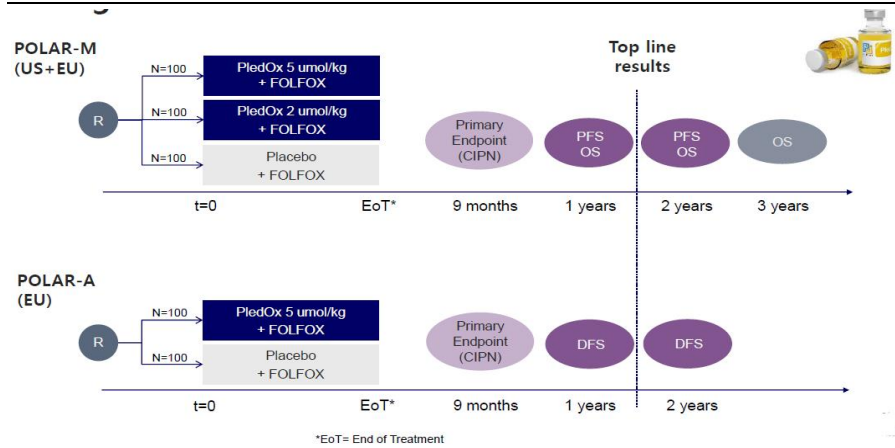 POLAR-M
(US+EU)
Top line
results
R
N=100
PledOx 5 umol/kg
+ FOLFOX
N=100
PledOx 2 umol/kg
+ FOLFOX
N=100
Placebo
+ FOLFOX
Primary
Endpoint
(CIPN)
PFS
OS
PFS
OS
OS
t=0
EoT*
9 months
1 years
2 years
3 years
POLAR-A
(EU)
R
N=100
PledOx 5 umol/kg
+ FOLFOX
N=100
Placebo
+ FOLFOX
Primary
Endpoint
(CIPN)
DFS
DFS
t=0
EoT*
9 months
1 years
2 years
*EoT= End of Treatment